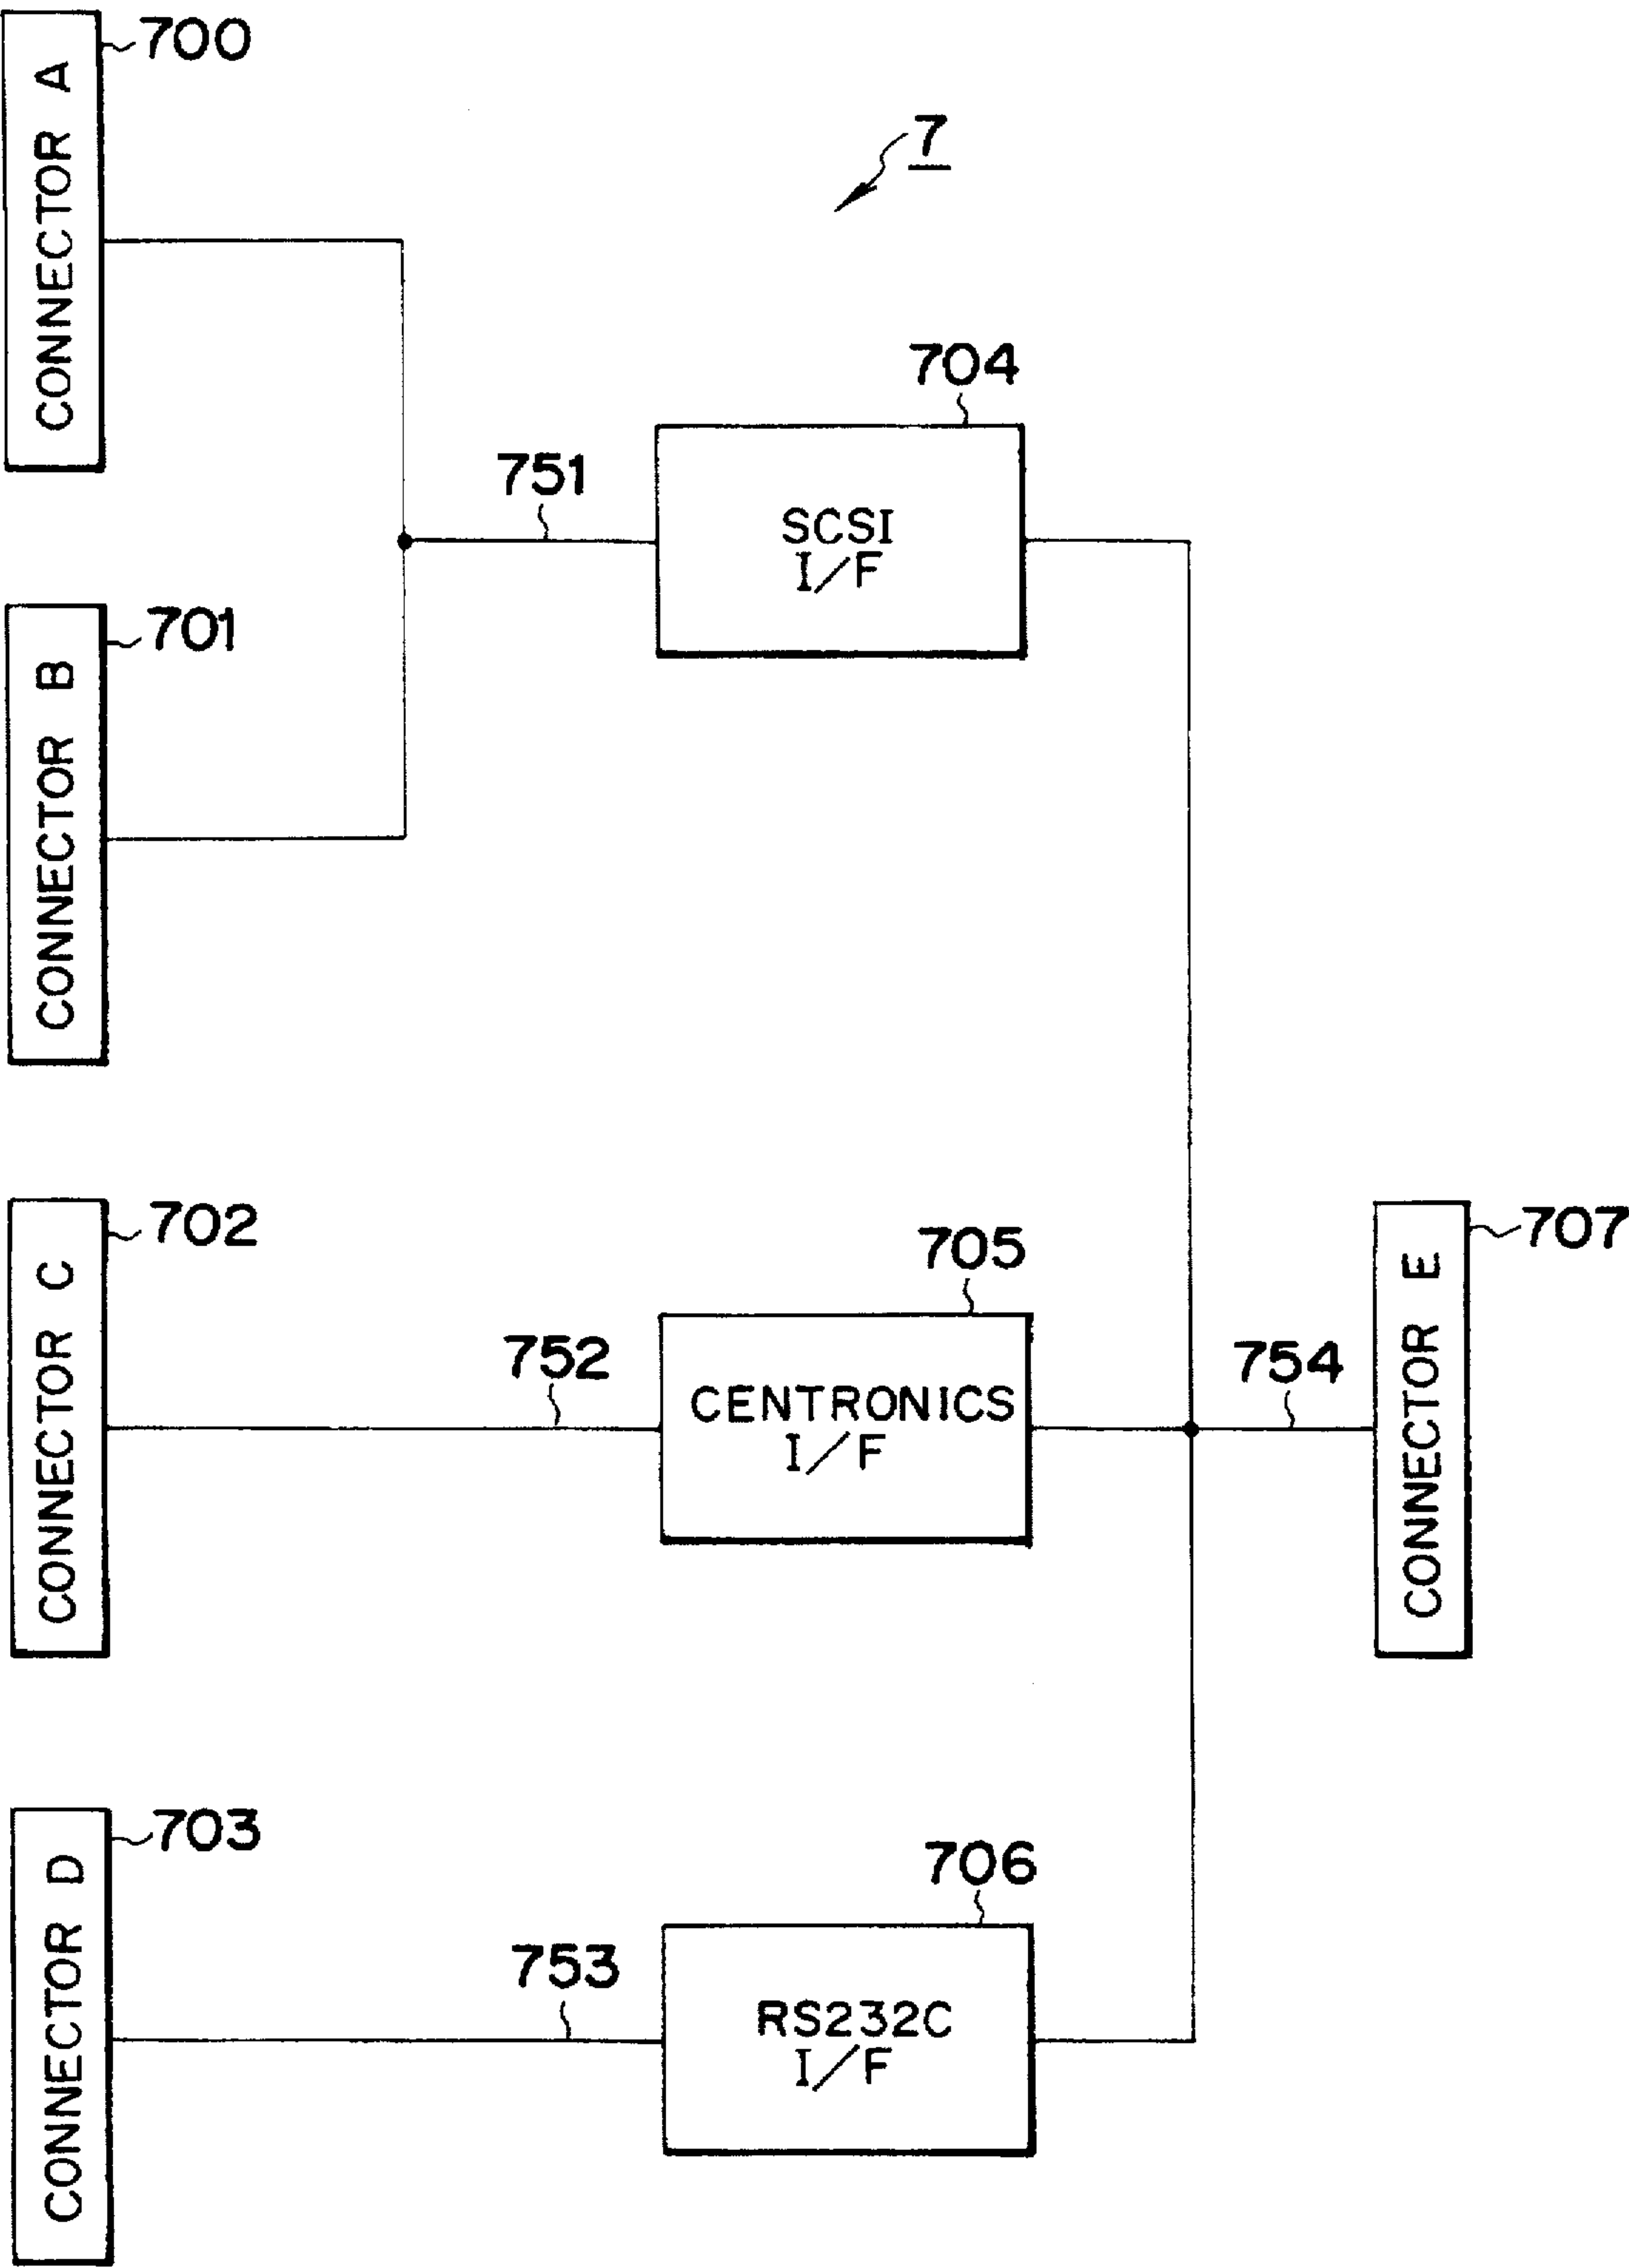 700
CONNECTOR A
7
704
751
SCSI
I/F
701
CONNECTOR B
702
CONNECTOR C
705
707
752
CENTRONICS
I/F
754
CONNECTOR E
703
CONNECTOR D
706
753
RS232C
I/F